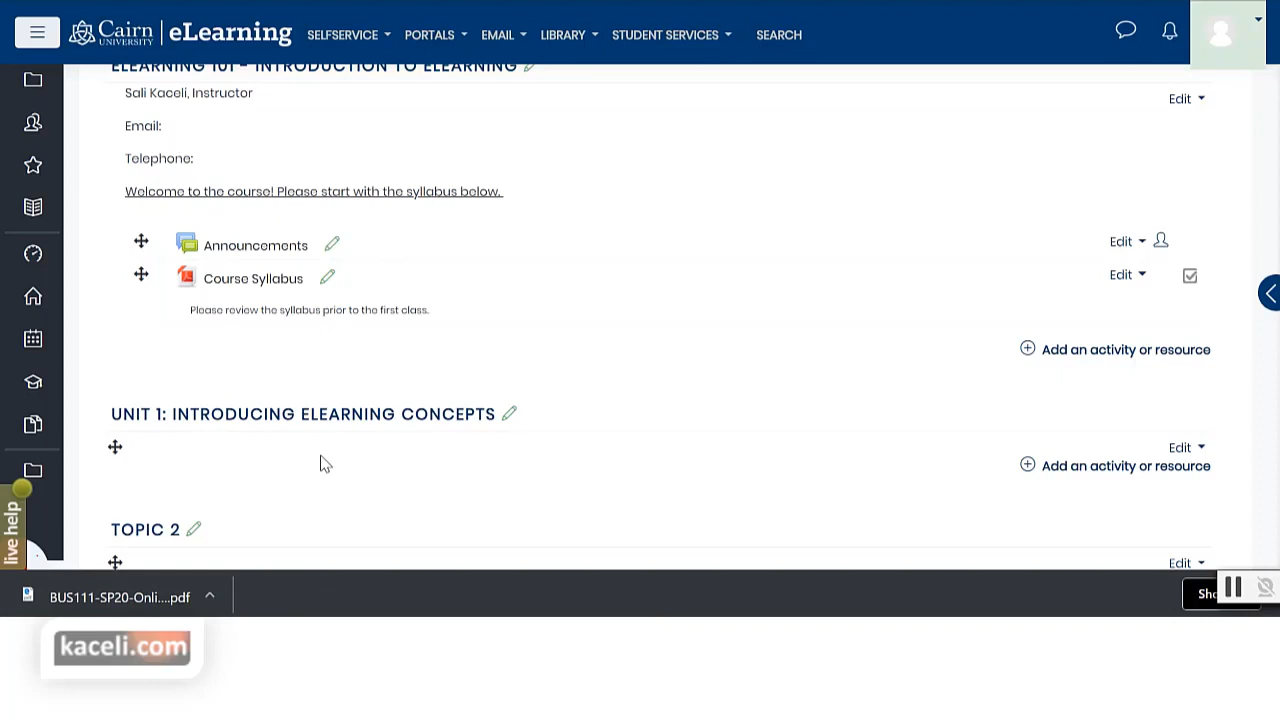 Cairn UNIVERSITY eLearning SELFSERVICE PORTALS EMAIL LIBRARY STUDENT SERVICES SEARCH
ELEARNING 101 - INTRODUCTION TO ELEARNING
Sali Kaceli, Instructor
Edit
Email:
Telephone:
Welcome to the course! Please start with the syllabus below.
Announcements Edit
Course Syllabus Edit
Please review the syllabus prior to the first class.
Add an activity or resource
UNIT 1: INTRODUCING ELEARNING CONCEPTS
Edit
Add an activity or resource
TOPIC 2
Edit
live help
BUS111-SP20-Onli....pdf
kaceli.com